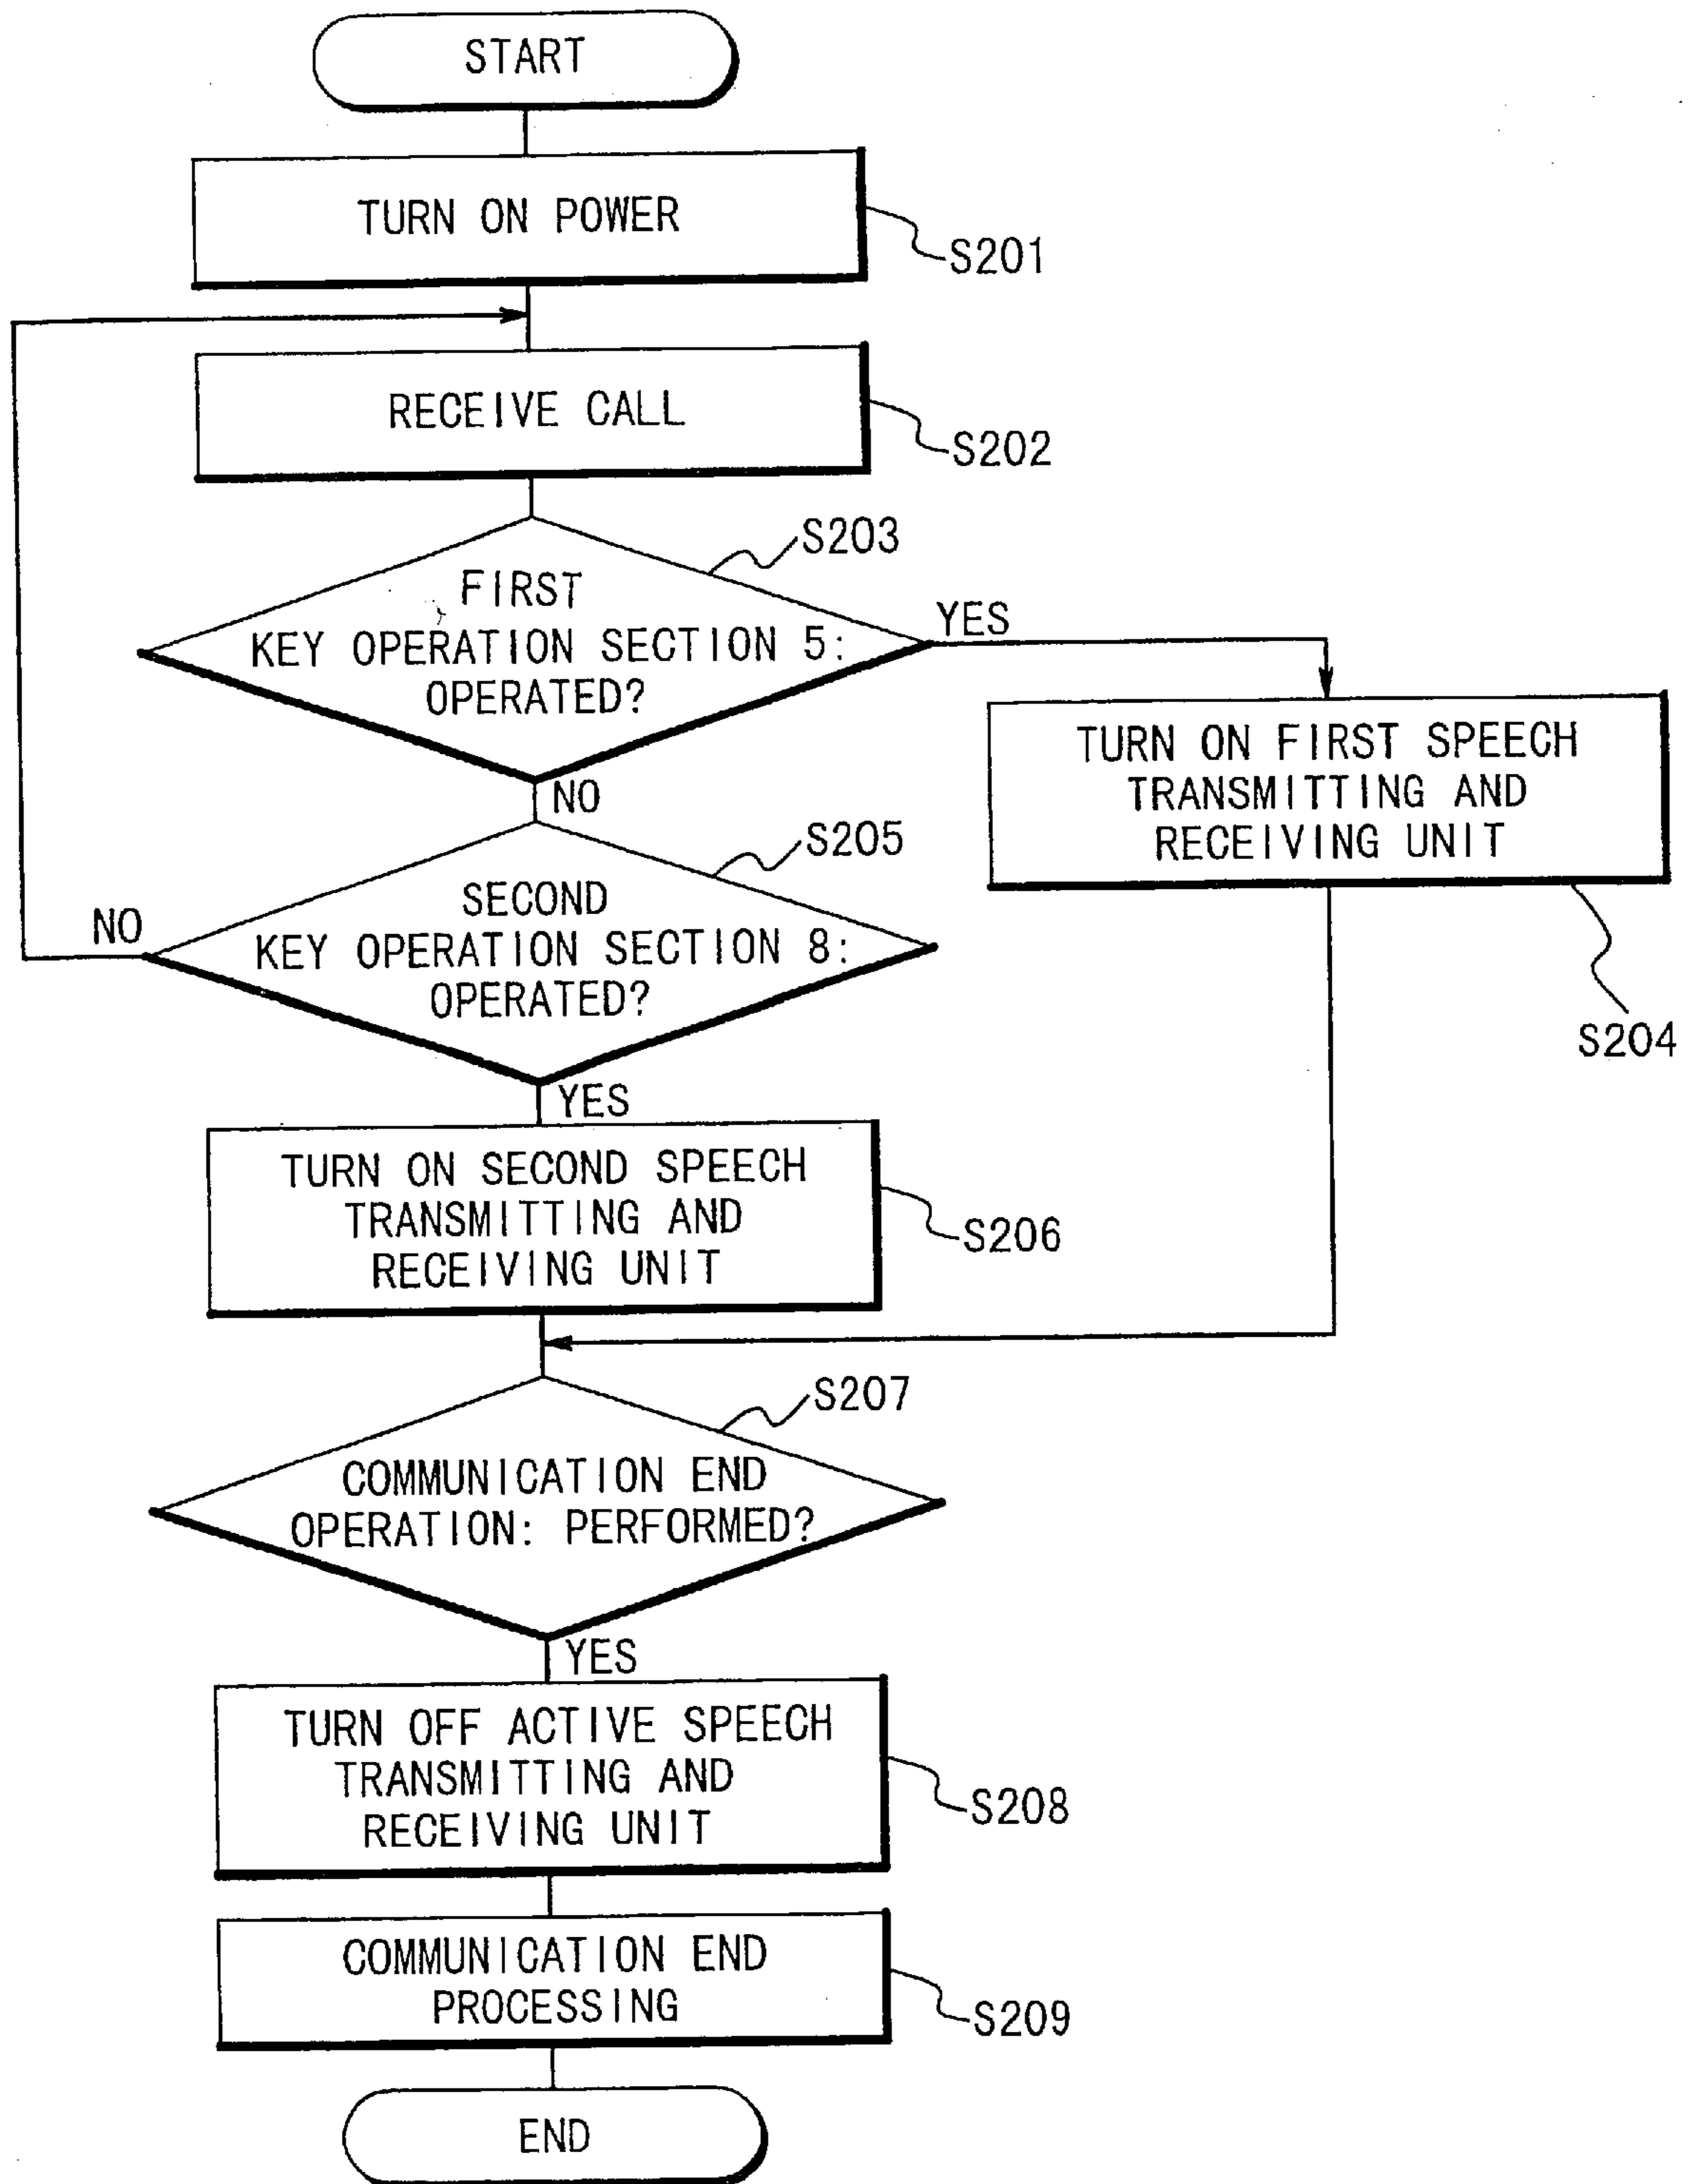 START
TURN ON POWER
S201
RECEIVE CALL
S202
S203
FIRST
KEY OPERATION SECTION 5:
OPERATED?
YES
NO
TURN ON FIRST SPEECH
TRANSMITTING AND
RECEIVING UNIT
S204
S205
SECOND
KEY OPERATION SECTION 8:
OPERATED?
NO
YES
TURN ON SECOND SPEECH
TRANSMITTING AND
RECEIVING UNIT
S206
S207
COMMUNICATION END
OPERATION: PERFORMED?
YES
TURN OFF ACTIVE SPEECH
TRANSMITTING AND
RECEIVING UNIT
S208
COMMUNICATION END
PROCESSING
S209
END